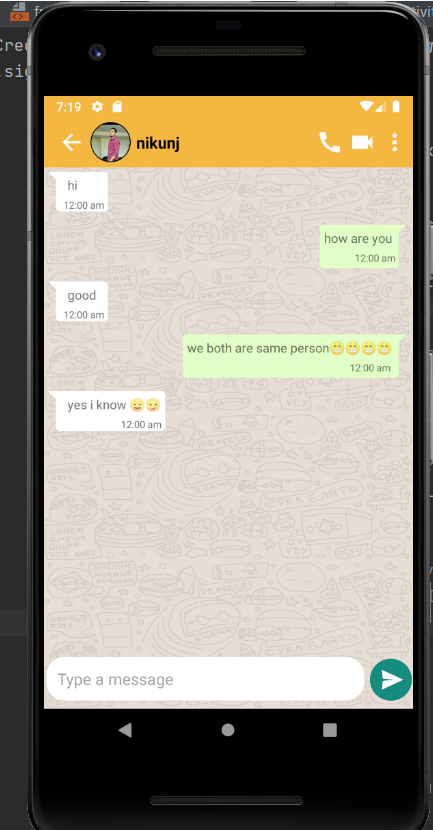 7:19
nikunj
hi
12:00 am
how are you
12:00 am
good
12:00 am
we both are same person😁😁😁😁
12:00 am
yes i know 😄😏
12:00 am
Type a message